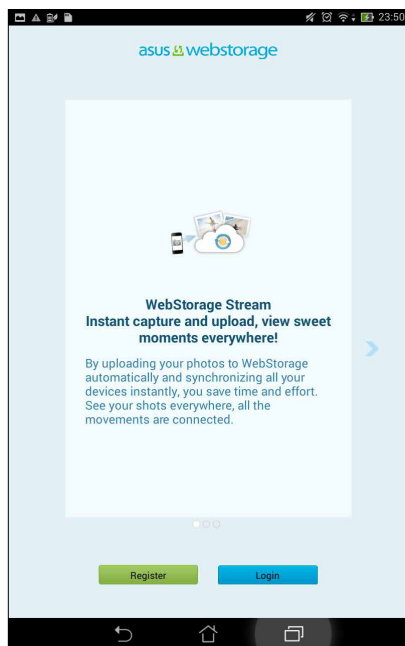 23:50
asus webstorage
WebStorage Stream
Instant capture and upload, view sweet
moments everywhere!
By uploading your photos to WebStorage
automatically and synchronizing all your
devices instantly, you save time and effort.
See your shots everywhere, all the
movements are connected.
Register
Login